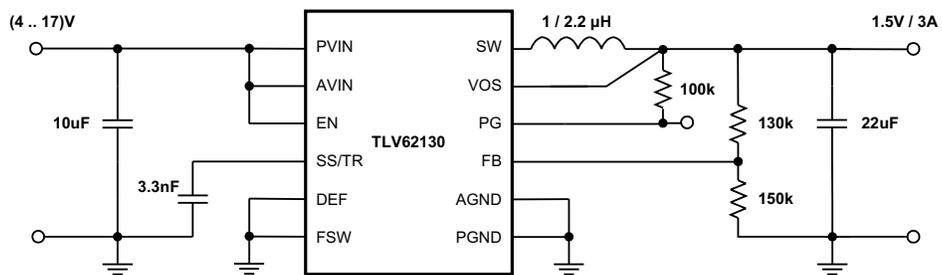 (4 .. 17)V
1 / 2.2 µH
1.5V / 3A
PVIN
SW
AVIN
VOS
100k
10uF
EN
PG
130k
22uF
TLV62130
SS/TR
FB
3.3nF
DEF
AGND
150k
FSW
PGND